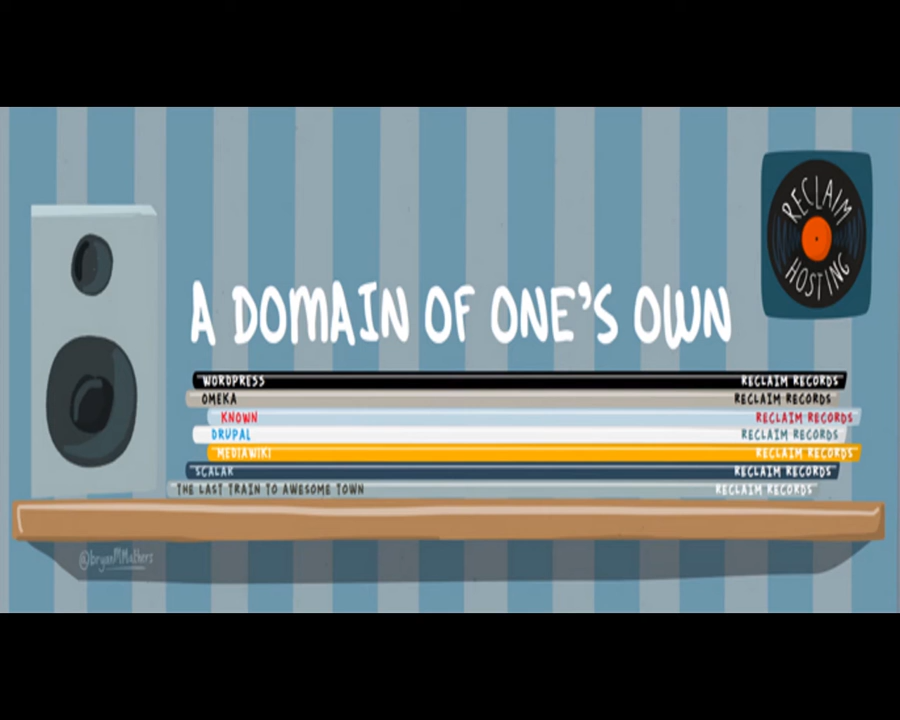 RECLAIM
HOSTING
A DOMAIN OF ONE'S OWN
WORDPRESS RECLAIM RECORDS
OMEKA RECLAIM RECORDS
KNOWN RECLAIM RECORDS
DRUPAL RECLAIM RECORDS
MEDIAWIKI RECLAIM RECORDS
SCALAR RECLAIM RECORDS
THE LAST TRAIN TO AWESOME TOWN RECLAIM RECORDS
@bryanMMathers